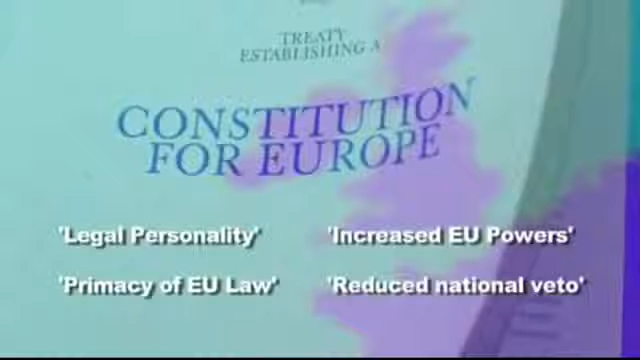 TREATY
ESTABLISHING A
CONSTITUTION
FOR EUROPE
'Legal Personality'
'Increased EU Powers'
'Primacy of EU Law'
'Reduced national veto'